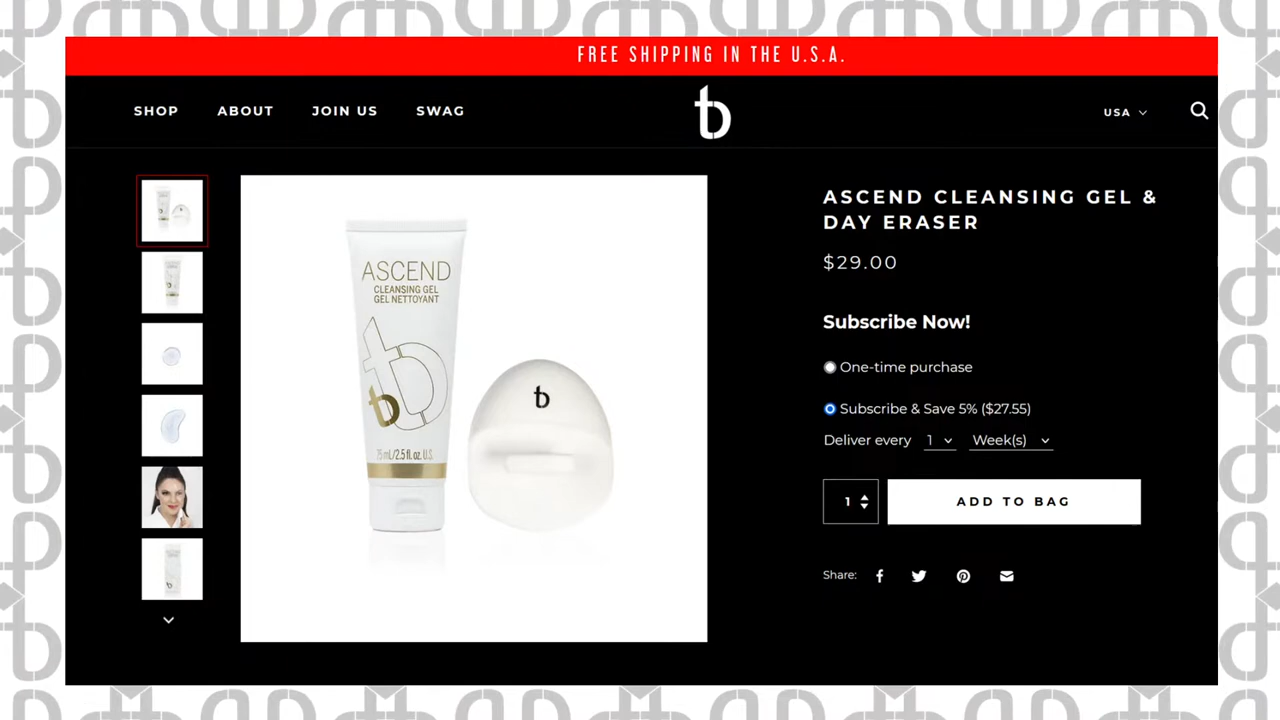 FREE SHIPPING IN THE U.S.A.
SHOP ABOUT JOIN US SWAG
b
USA
ASCEND CLEANSING GEL &
DAY ERASER
$29.00
Subscribe Now!
One-time purchase
Subscribe & Save 5% ($27.55)
Deliver every 1 Week(s)
1 ADD TO BAG
Share:
ASCEND
CLEANSING GEL
GEL NETTOYANT
b
75 mL/2.5 fl. oz. U.S.
b